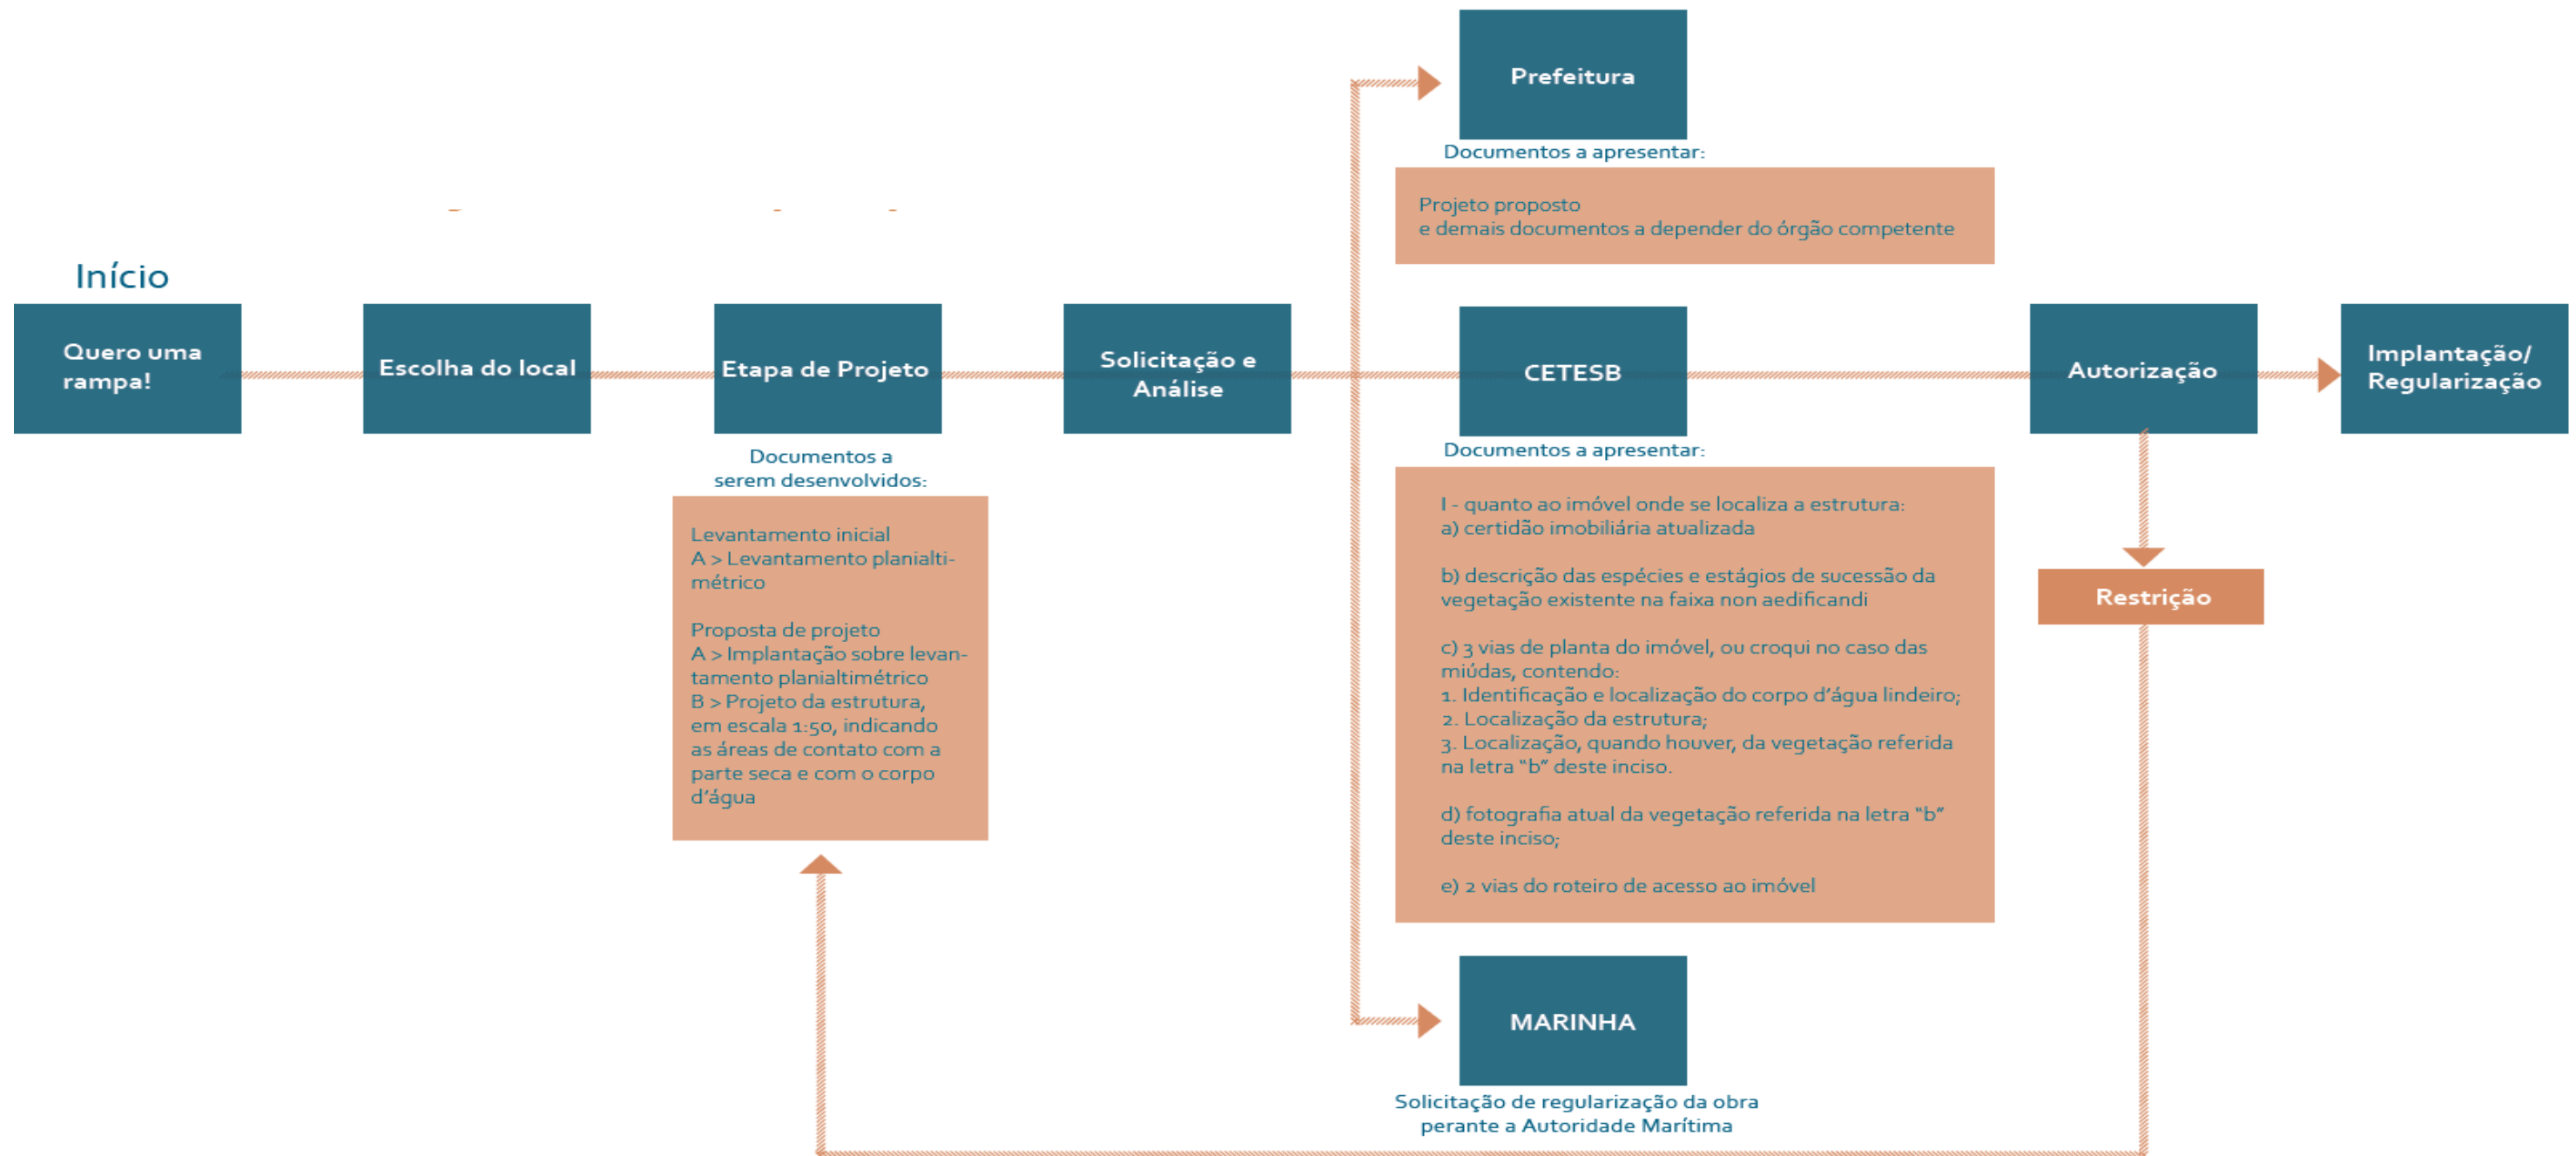 Início
Quero uma
rampa!
Escolha do local
Etapa de Projeto
Documentos a
serem desenvolvidos:
Levantamento inicial
A > Levantamento planialti-
métrico
Proposta de projeto
A > Implantação sobre levan-
tamento planialtimétrico
B > Projeto da estrutura,
em escala 1:50, indicando
as áreas de contato com a
parte seca e com o corpo
d'água
Solicitação e
Análise
Prefeitura
Documentos a apresentar:
Projeto proposto
e demais documentos a depender do órgão competente
CETESB
Documentos a apresentar:
I - quanto ao imóvel onde se localiza a estrutura:
a) certidão imobiliária atualizada
b) descrição das espécies e estágios de sucessão da
vegetação existente na faixa non aedificandi
c) 3 vias de planta do imóvel, ou croqui no caso das
miúdas, contendo:
1. Identificação e localização do corpo d'água lindeiro;
2. Localização da estrutura;
3. Localização, quando houver, da vegetação referida
na letra "b" deste inciso.
d) fotografia atual da vegetação referida na letra "b"
deste inciso;
e) 2 vias do roteiro de acesso ao imóvel
MARINHA
Solicitação de regularização da obra
perante a Autoridade Marítima
Autorização
Restrição
Implantação/
Regularização